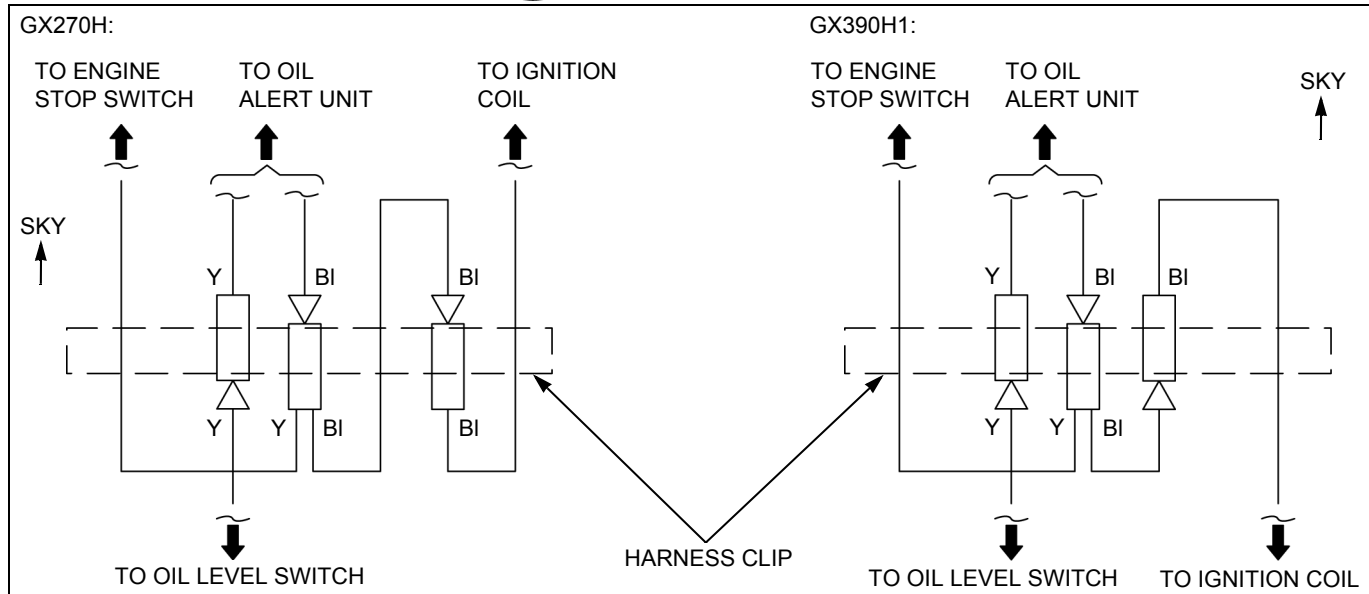 GX270H:
TO ENGINE
STOP SWITCH
TO OIL
ALERT UNIT
TO IGNITION
COIL
SKY
Y
Bl
Bl
Y
Y
Bl
Bl
TO OIL LEVEL SWITCH
HARNESS CLIP
GX390H1:
TO ENGINE
STOP SWITCH
TO OIL
ALERT UNIT
SKY
Y
Bl
Bl
Y
Y
Bl
TO OIL LEVEL SWITCH
TO IGNITION COIL